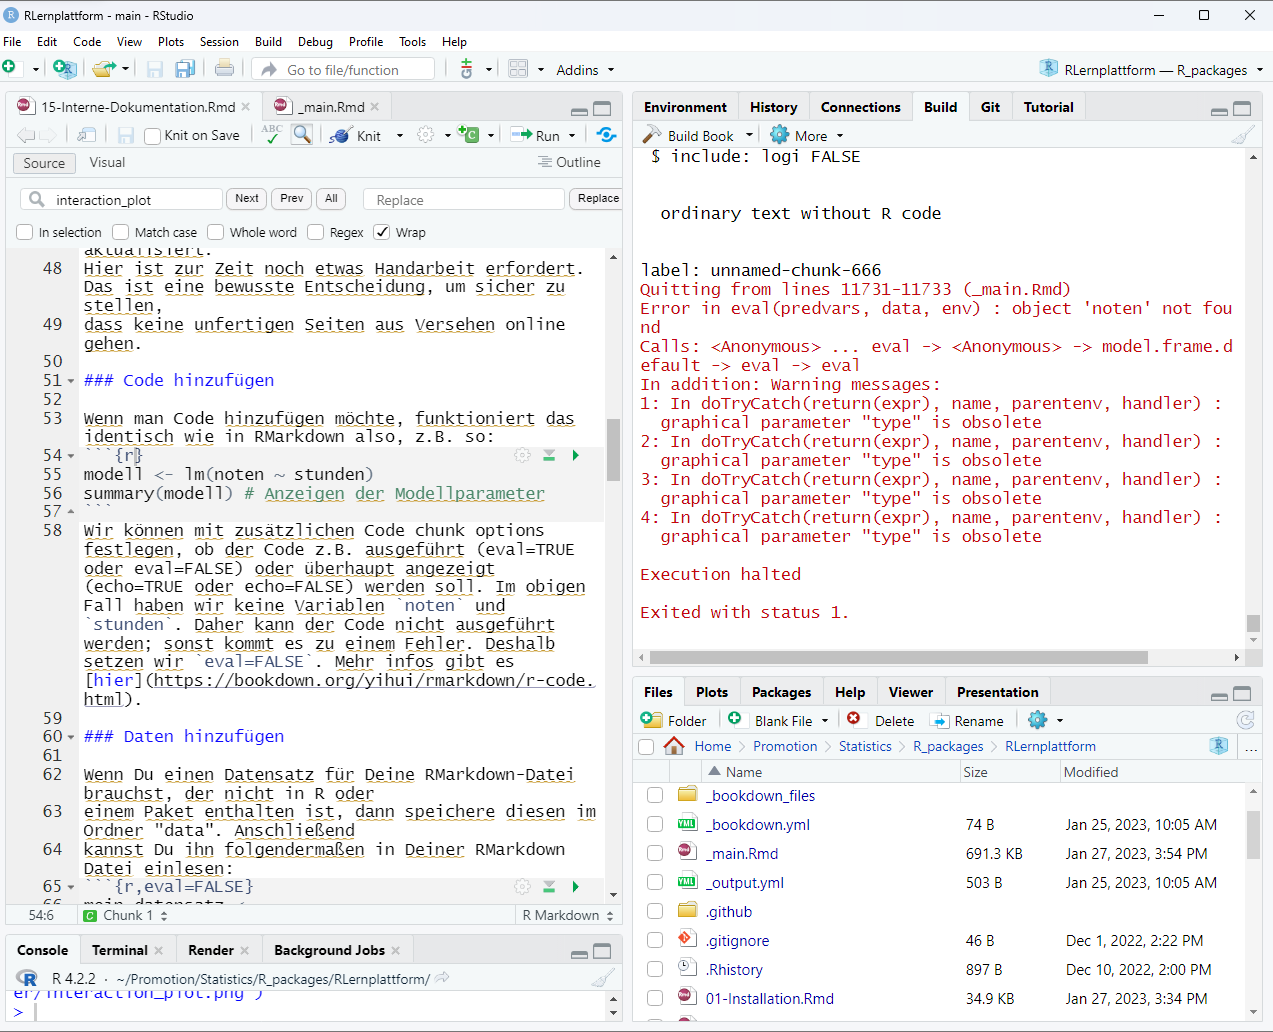 RLernplattform - main - RStudio
File Edit Code View Plots Session Build Debug Profile Tools Help
Go to file/function Addins RLernplattform — R_packages
15-Interne-Dokumentation.Rmd _main.Rmd
Knit on Save ABC Knit Run
Source Visual Outline
interaction_plot Next Prev All Replace Replace
In selection Match case Whole word Regex Wrap
aktualisiert.
48 Hier ist zur Zeit noch etwas Handarbeit erfordert.
Das ist eine bewusste Entscheidung, um sicher zu
stellen,
49 dass keine unfertigen Seiten aus Versehen online
gehen.
50
51 ### Code hinzufügen
52
53 Wenn man Code hinzufügen möchte, funktioniert das
identisch wie in RMarkdown also, z.B. so:
54 ```{r}
55 modell <- lm(noten ~ stunden)
56 summary(modell) # Anzeigen der Modellparameter
57 ```
58 Wir können mit zusätzlichen Code chunk options
festlegen, ob der Code z.B. ausgeführt (eval=TRUE
oder eval=FALSE) oder überhaupt angezeigt
(echo=TRUE oder echo=FALSE) werden soll. Im obigen
Fall haben wir keine Variablen `noten` und
`stunden`. Daher kann der Code nicht ausgeführt
werden; sonst kommt es zu einem Fehler. Deshalb
setzen wir `eval=FALSE`. Mehr infos gibt es
[hier](https://bookdown.org/yihui/rmarkdown/r-code.
html).
59
60 ### Daten hinzufügen
61
62 Wenn Du einen Datensatz für Deine RMarkdown-Datei
brauchst, der nicht in R oder
63 einem Paket enthalten ist, dann speichere diesen im
Ordner "data". Anschließend
64 kannst Du ihn folgendermaßen in Deiner RMarkdown
Datei einlesen:
65 ```{r,eval=FALSE}
66 mein_datensatz <-
54:6 Chunk 1 R Markdown
Console Terminal Render Background Jobs
R 4.2.2 · ~/Promotion/Statistics/R_packages/RLernplattform/
er/interaction_plot.png")
>
Environment History Connections Build Git Tutorial
Build Book More
$ include: logi FALSE
ordinary text without R code
label: unnamed-chunk-666
Quitting from lines 11731-11733 (_main.Rmd)
Error in eval(predvars, data, env) : object 'noten' not fou
nd
Calls: <Anonymous> ... eval -> <Anonymous> -> model.frame.d
efault -> eval -> eval
In addition: Warning messages:
1: In doTryCatch(return(expr), name, parentenv, handler) :
graphical parameter "type" is obsolete
2: In doTryCatch(return(expr), name, parentenv, handler) :
graphical parameter "type" is obsolete
3: In doTryCatch(return(expr), name, parentenv, handler) :
graphical parameter "type" is obsolete
4: In doTryCatch(return(expr), name, parentenv, handler) :
graphical parameter "type" is obsolete
Execution halted
Exited with status 1.
Files Plots Packages Help Viewer Presentation
Folder Blank File Delete Rename
Home Promotion Statistics R_packages RLernplattform ...
Name Size Modified
_bookdown_files
_bookdown.yml 74 B Jan 25, 2023, 10:05 AM
_main.Rmd 691.3 KB Jan 27, 2023, 3:54 PM
_output.yml 503 B Jan 25, 2023, 10:05 AM
.github
.gitignore 46 B Dec 1, 2022, 2:22 PM
.Rhistory 897 B Dec 10, 2022, 2:00 PM
01-Installation.Rmd 34.9 KB Jan 27, 2023, 3:34 PM